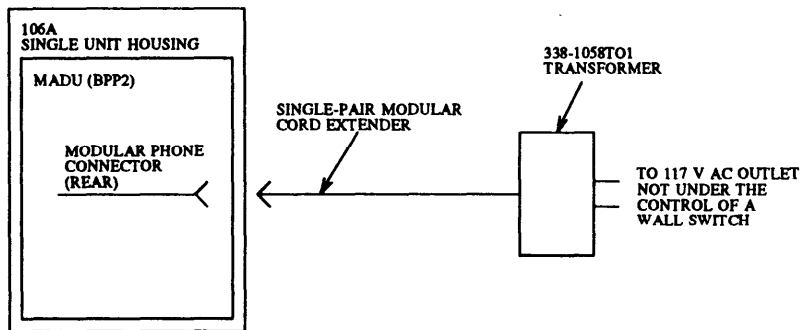 106A
SINGLE UNIT HOUSING
MADU (BPP2)
MODULAR PHONE
CONNECTOR
(REAR)
SINGLE-PAIR MODULAR
CORD EXTENDER
338-1058TO1
TRANSFORMER
TO 117 V AC OUTLET
NOT UNDER THE
CONTROL OF A
WALL SWITCH